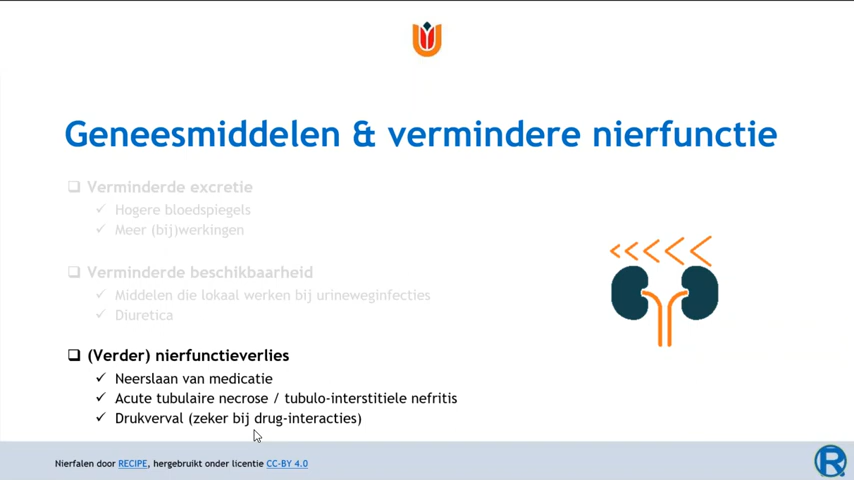 Geneesmiddelen & vermindere nierfunctie
Verminderde excretie
Hogere bloedspiegels
Meer (bij)werkingen
Verminderde beschikbaarheid
Middelen die lokaal werken bij urineweginfecties
Diuretica
(Verder) nierfunctieverlies
Neerslaan van medicatie
Acute tubulaire necrose / tubulo-interstitiele nefritis
Drukverval (zeker bij drug-interacties)
Nierfalen door RECIPE, hergebruikt onder licentie CC-BY 4.0
R